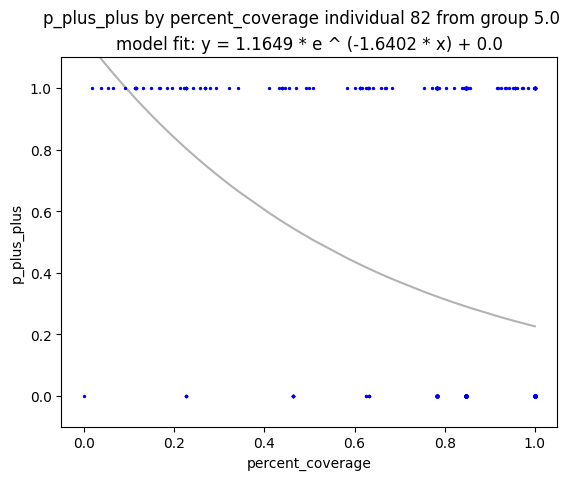 p_plus_plus by percent_coverage individual 82 from group 5.0
model fit: y = 1.1649 * e ^ (-1.6402 * x) + 0.0
1.0
0.8
0.6
0.4
0.2
0.0
p_plus_plus
0.0 0.2 0.4 0.6 0.8 1.0
percent_coverage